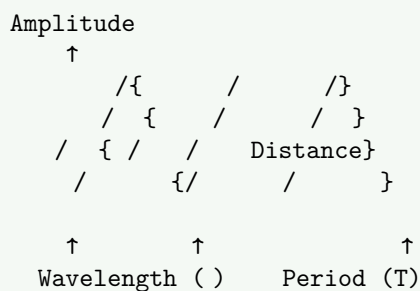 Amplitude
↑
/{ / /}
/ { / / }
/ { / / Distance}
/ {/ / }
↑ ↑ ↑
Wavelength ( ) Period (T)